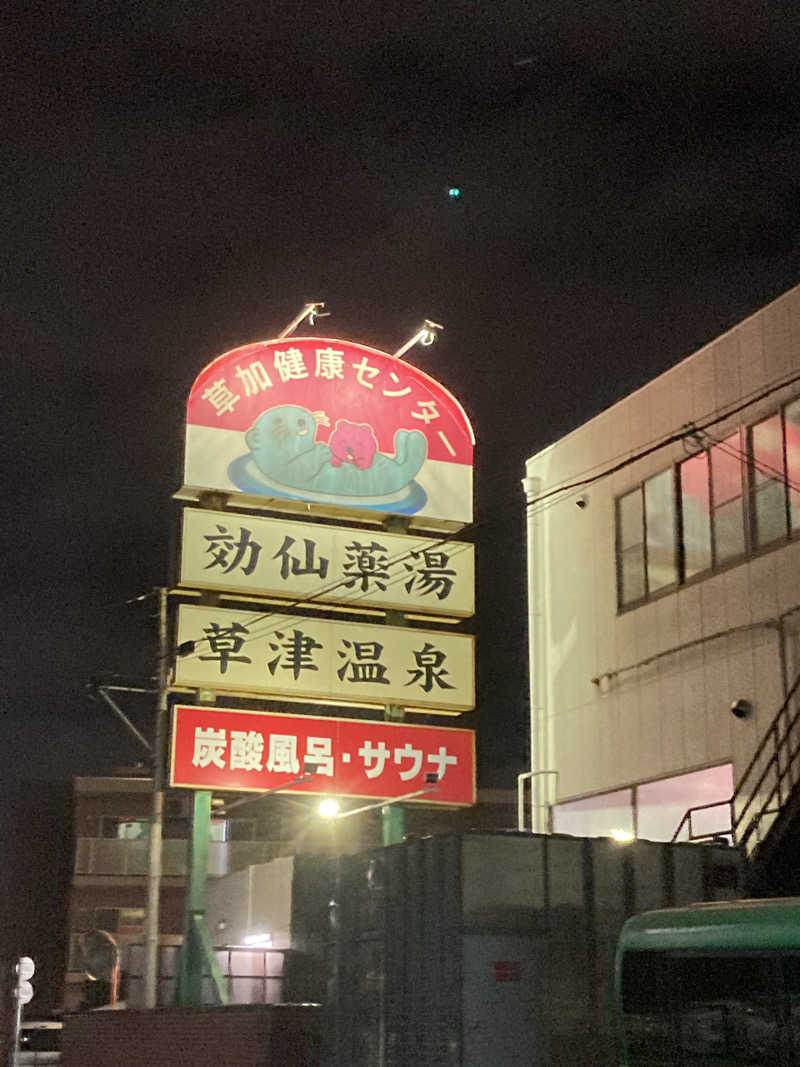 草加健康センター
効仙薬湯
草津温泉
炭酸風呂・サウナ